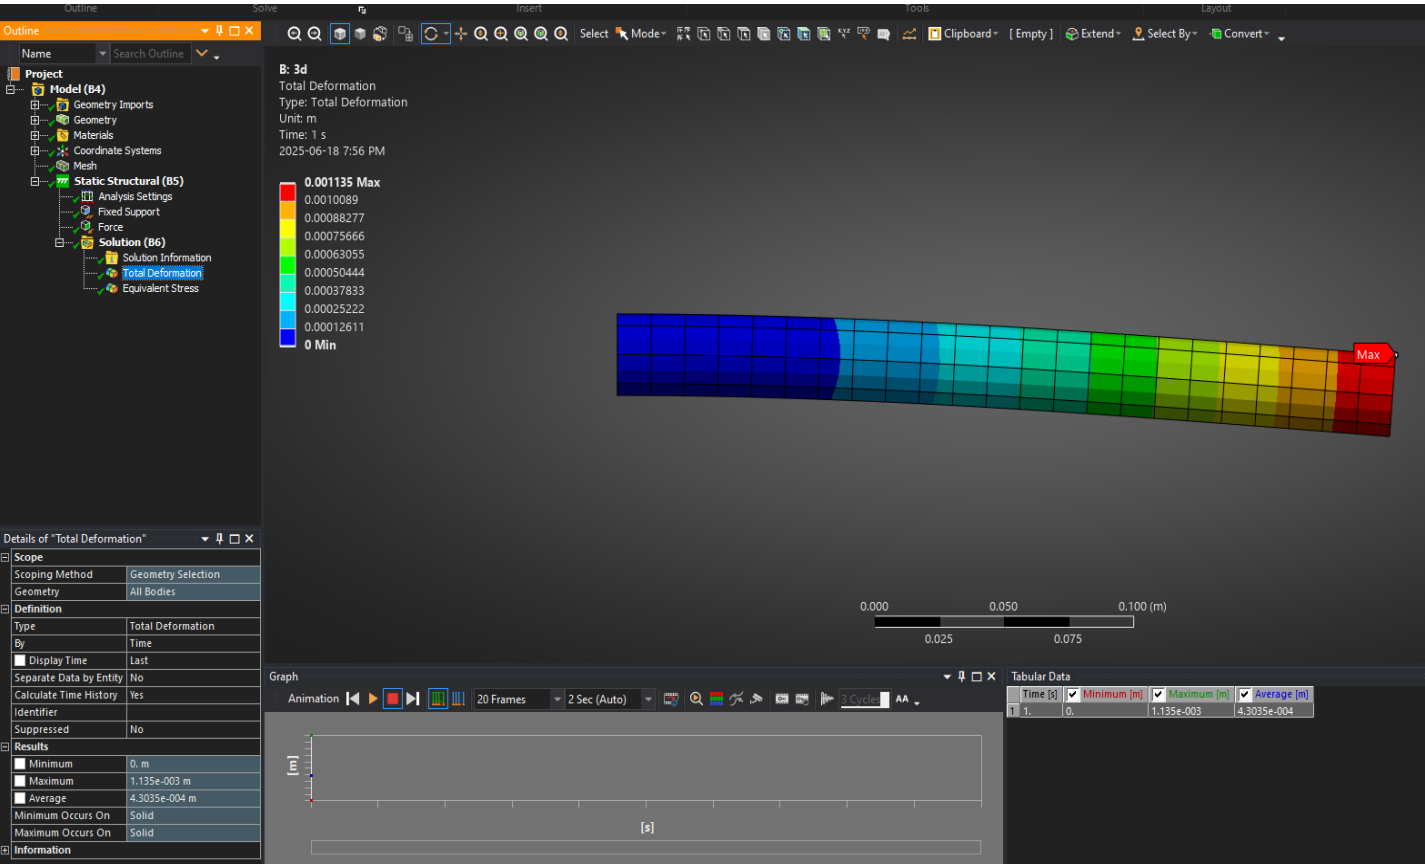 Outline
Solve
Insert
Tools
Layout
Outline
Name
Search Outline
Project
Model (B4)
Geometry Imports
Geometry
Materials
Coordinate Systems
Mesh
Static Structural (B5)
Analysis Settings
Fixed Support
Force
Solution (B6)
Solution Information
Total Deformation
Equivalent Stress
Select Mode Clipboard [ Empty ] Extend Select By Convert
B: 3d
Total Deformation
Type: Total Deformation
Unit: m
Time: 1 s
2025-06-18 7:56 PM
0.001135 Max
0.0010089
0.00088277
0.00075666
0.00063055
0.00050444
0.00037833
0.00025222
0.00012611
0 Min
Max
0.000 0.050 0.100 (m)
0.025 0.075
Details of "Total Deformation"
Scope
Scoping Method Geometry Selection
Geometry All Bodies
Definition
Type Total Deformation
By Time
Display Time Last
Separate Data by Entity No
Calculate Time History Yes
Identifier
Suppressed No
Results
Minimum 0. m
Maximum 1.135e-003 m
Average 4.3035e-004 m
Minimum Occurs On Solid
Maximum Occurs On Solid
Information
Graph
Animation 20 Frames 2 Sec (Auto) 3 Cycles AA
[m]
[s]
Tabular Data
Time [s] Minimum [m] Maximum [m] Average [m]
1 1. 0. 1.135e-003 4.3035e-004